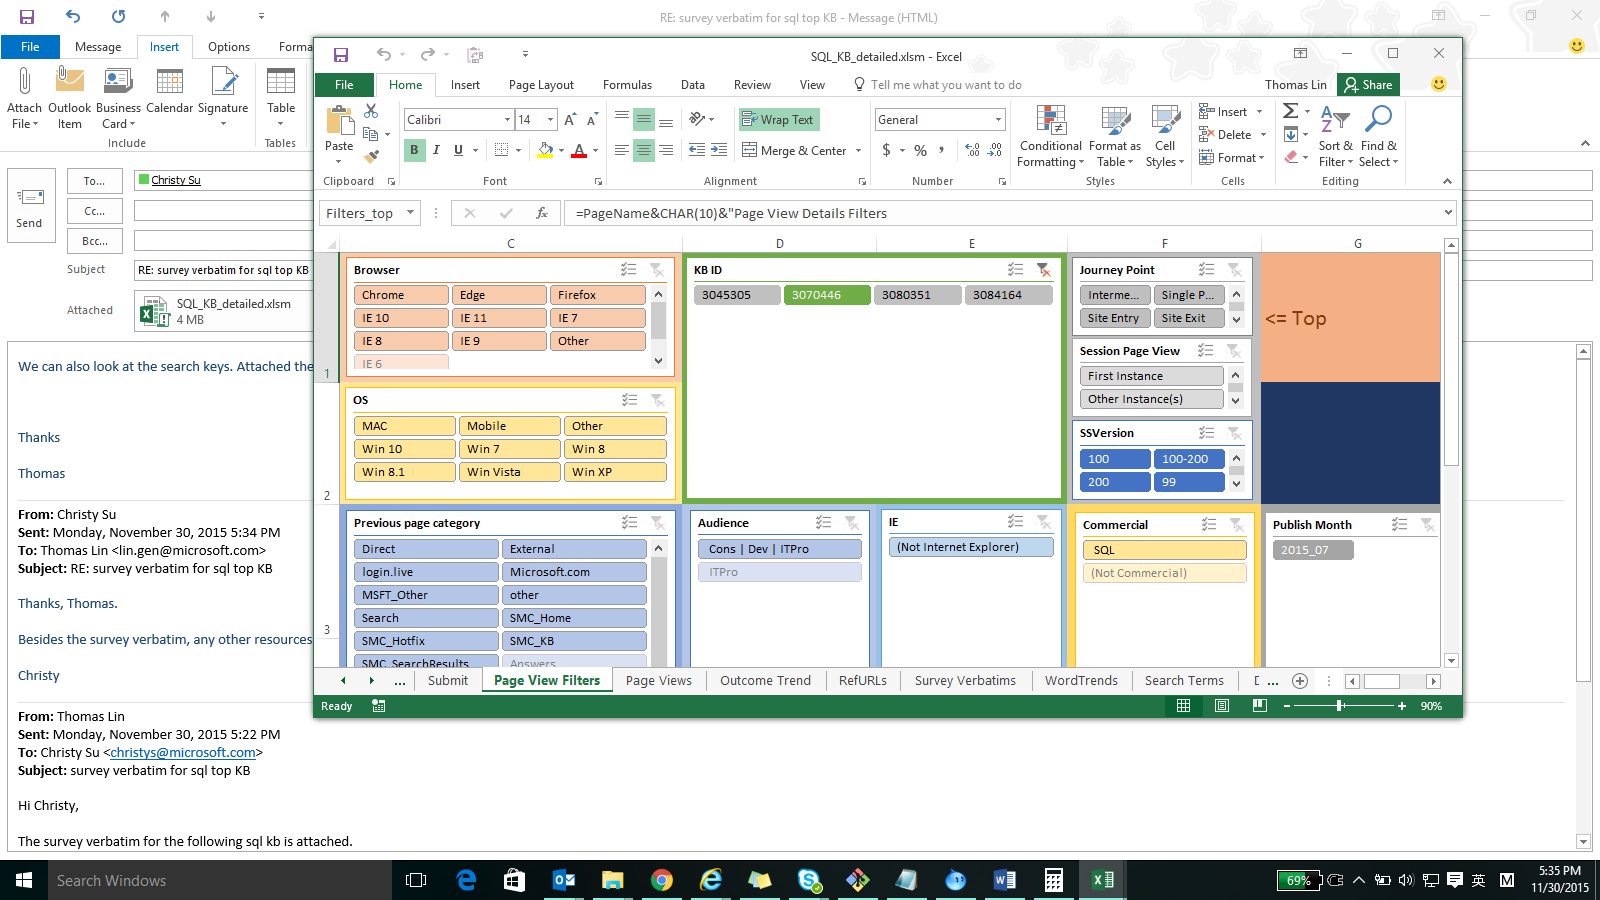 RE: survey verbatim for sql top KB - Message (HTML)
File Message Insert Options Forma
Attach File
Outlook Item
Business Card
Calendar
Signature
Table
Include
Tables
Send
To...
Christy Su
Cc...
Bcc...
Subject
RE: survey verbatim for sql top KB
Attached
SQL_KB_detailed.xlsm
4 MB
We can also look at the search keys. Attached the
Thanks
Thomas
From: Christy Su
Sent: Monday, November 30, 2015 5:34 PM
To: Thomas Lin <lin.gen@microsoft.com>
Subject: RE: survey verbatim for sql top KB
Thanks, Thomas.
Besides the survey verbatim, any other resources
Christy
From: Thomas Lin
Sent: Monday, November 30, 2015 5:22 PM
To: Christy Su <christys@microsoft.com>
Subject: survey verbatim for sql top KB
Hi Christy,
The survey verbatim for the following sql kb is attached.
SQL_KB_detailed.xlsm - Excel
File Home Insert Page Layout Formulas Data Review View Tell me what you want to do Thomas Lin Share
Paste
Clipboard
Calibri 14
B I U
Font
Wrap Text
Merge & Center
Alignment
General
$ % ,
Number
Conditional Formatting
Format as Table
Cell Styles
Styles
Insert
Delete
Format
Cells
Sort & Filter
Find & Select
Editing
Filters_top fx =PageName&CHAR(10)&"Page View Details Filters
C D E F G
1
2
3
Browser
Chrome Edge Firefox
IE 10 IE 11 IE 7
IE 8 IE 9 Other
IE 6
OS
MAC Mobile Other
Win 10 Win 7 Win 8
Win 8.1 Win Vista Win XP
KB ID
3045305 3070446 3080351 3084164
Journey Point
Interme... Single P...
Site Entry Site Exit
Session Page View
First Instance
Other Instance(s)
SSVersion
100 100-200
200 99
<= Top
Previous page category
Direct External
login.live Microsoft.com
MSFT_Other other
Search SMC_Home
SMC_Hotfix SMC_KB
SMC_SearchResults Answers
Audience
Cons | Dev | ITPro
ITPro
IE
(Not Internet Explorer)
Commercial
SQL
(Not Commercial)
Publish Month
2015_07
... Submit Page View Filters Page Views Outcome Trend RefURLs Survey Verbatims WordTrends Search Terms D ...
Ready 90%
Search Windows
69%
英
M
5:35 PM
11/30/2015